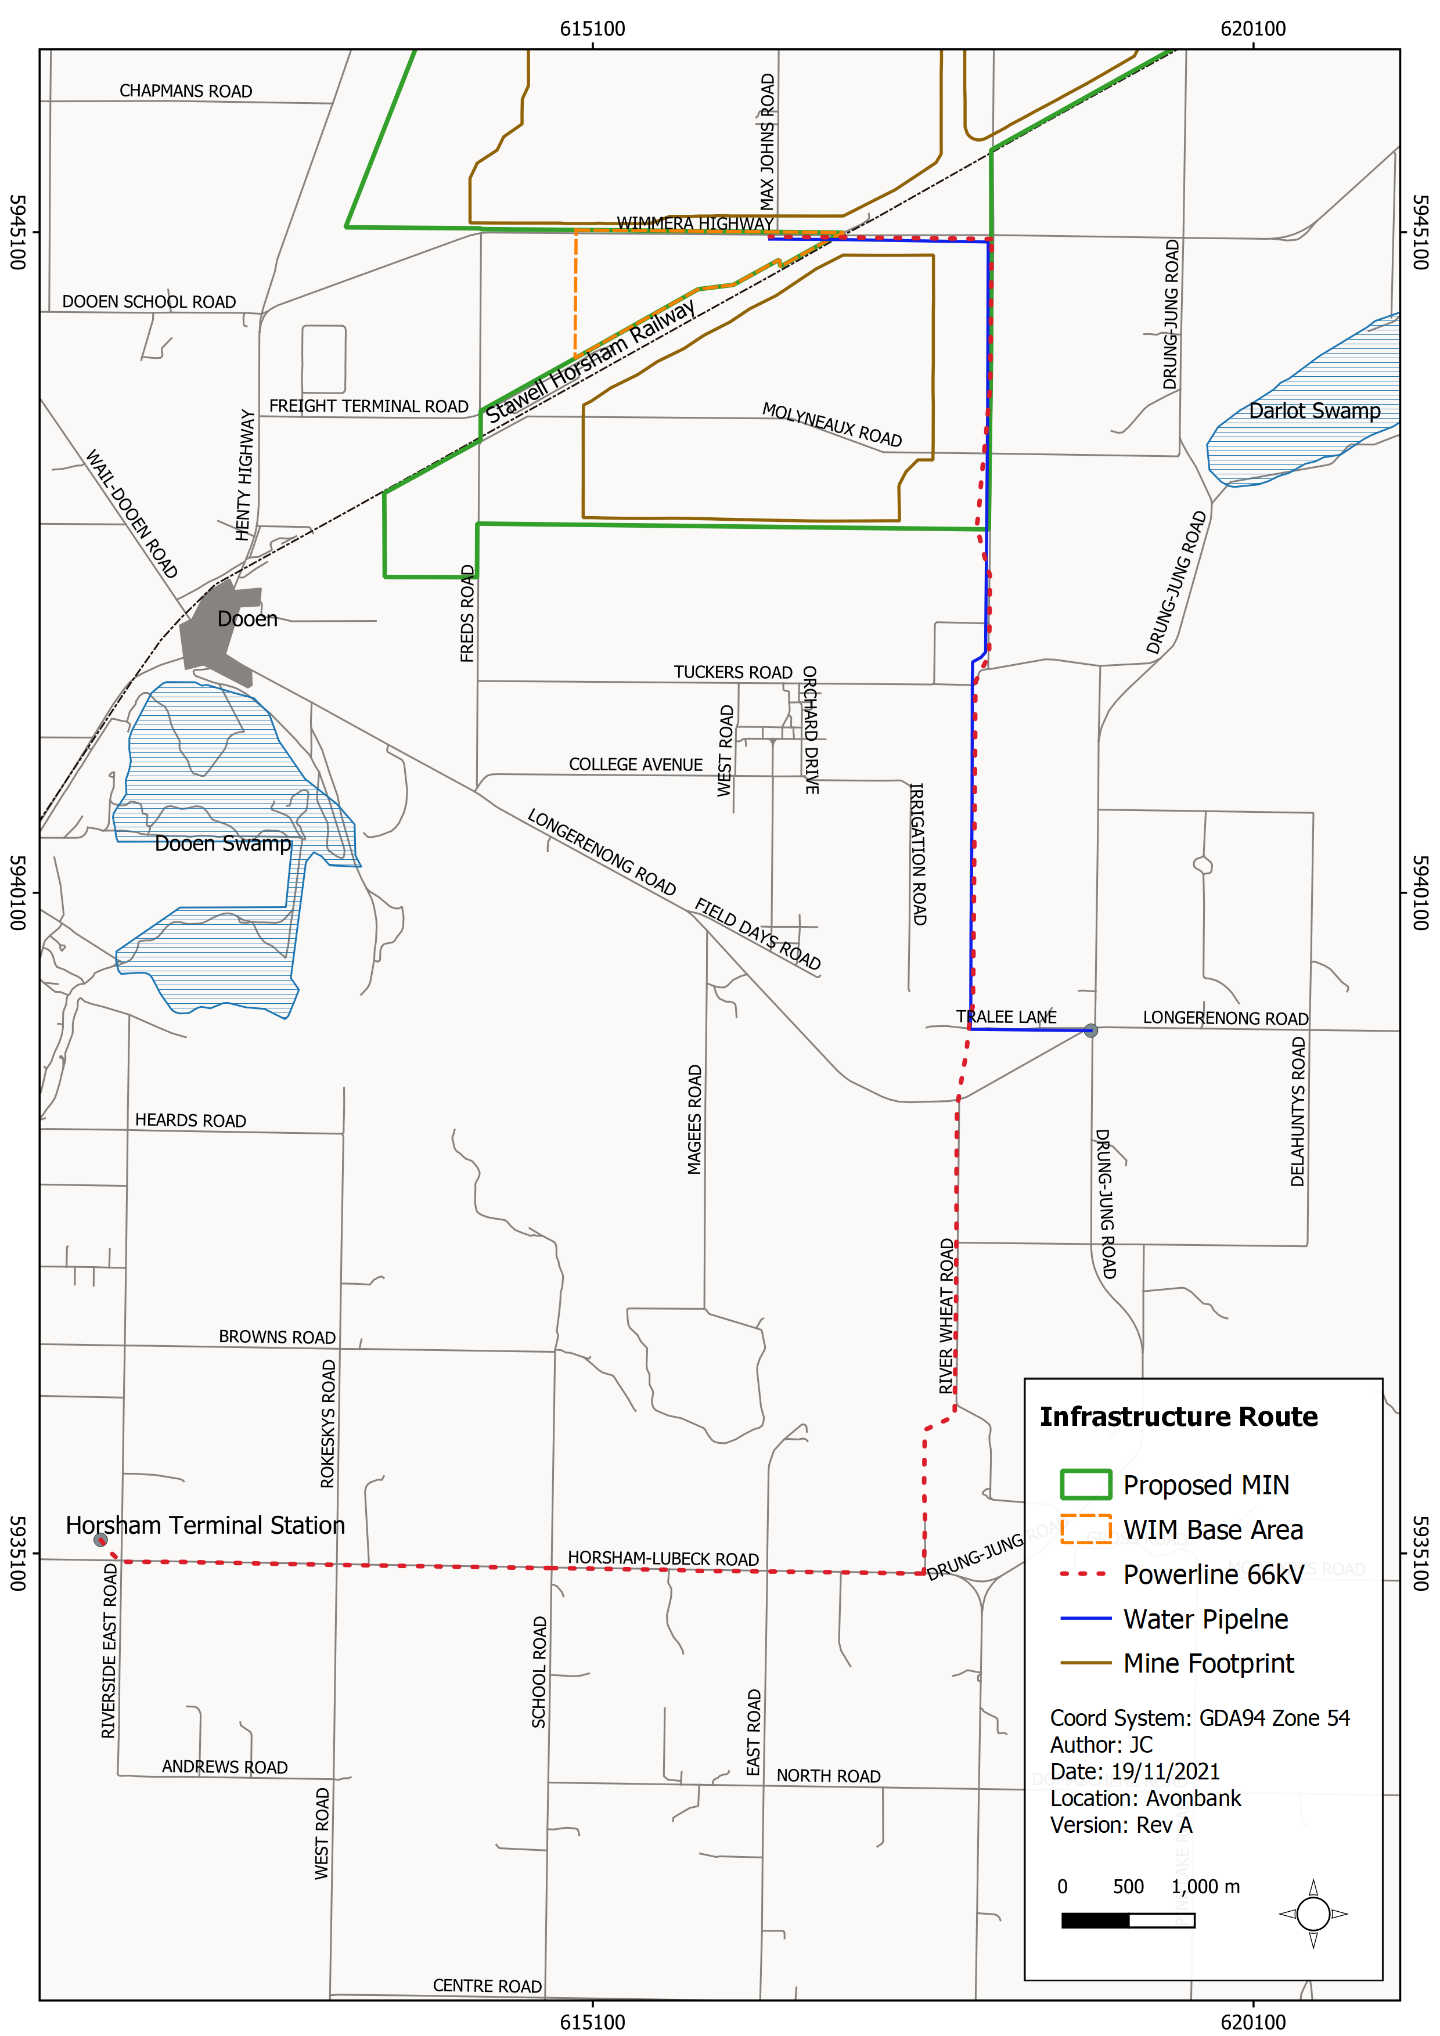 615100
620100
CHAPMANS ROAD
MAX JOHNS ROAD
5945100
5945100
WIMMERA HIGHWAY
DOOEN SCHOOL ROAD
DRUNG-JUNG ROAD
Stawell Horsham Railway
FREIGHT TERMINAL ROAD
MOLYNEAUX ROAD
Darlot Swamp
HENTY HIGHWAY
WAIL-DOOEN ROAD
DRUNG-JUNG ROAD
Dooen
FREDS ROAD
TUCKERS ROAD
ORCHARD DRIVE
WEST ROAD
COLLEGE AVENUE
IRRIGATION ROAD
Dooen Swamp
LONGERENONG ROAD
5940100
5940100
FIELD DAYS ROAD
TRALEE LANE
LONGERENONG ROAD
DELAHUNTYS ROAD
MAGEES ROAD
HEARDS ROAD
DRUNG-JUNG ROAD
RIVER WHEAT ROAD
BROWNS ROAD
ROKESKYS ROAD
Horsham Terminal Station
5935100
5935100
HORSHAM-LUBECK ROAD
DRUNG-JUNG ROAD
RIVERSIDE EAST ROAD
SCHOOL ROAD
EAST ROAD
ANDREWS ROAD
NORTH ROAD
WEST ROAD
CENTRE ROAD
Infrastructure Route
Proposed MIN
WIM Base Area
Powerline 66kV
Water Pipelne
Mine Footprint
Coord System: GDA94 Zone 54
Author: JC
Date: 19/11/2021
Location: Avonbank
Version: Rev A
0 500 1,000 m
615100
620100